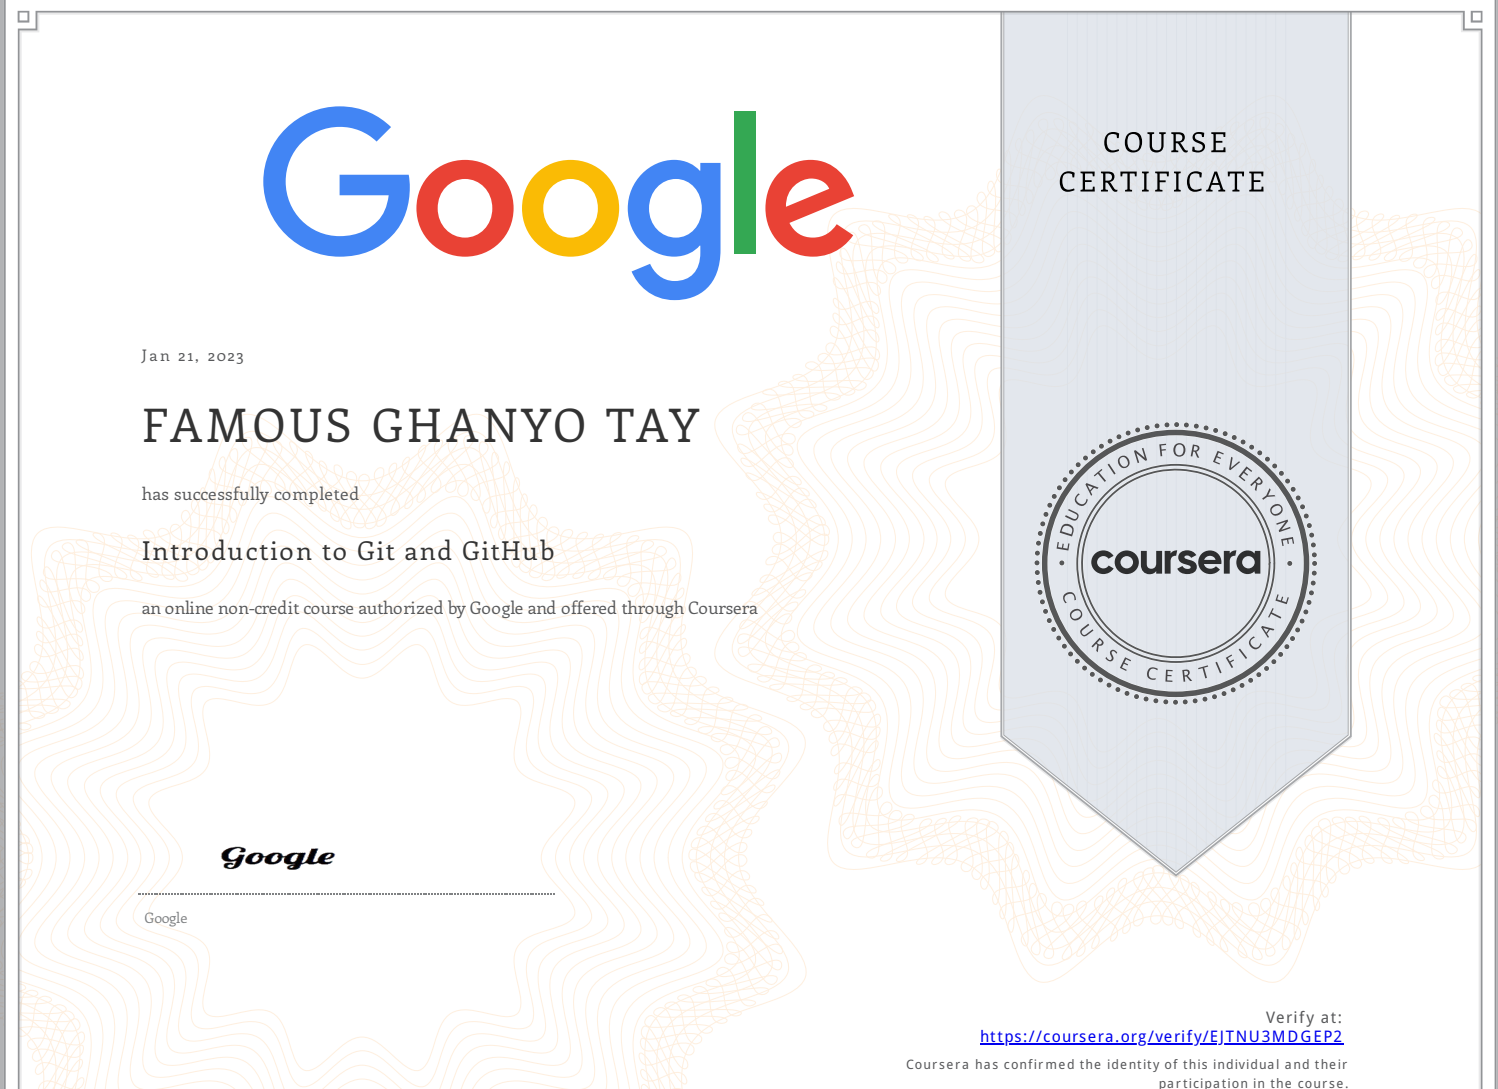 Google
COURSE
CERTIFICATE
Jan 21, 2023
FAMOUS GHANYO TAY
has successfully completed
Introduction to Git and GitHub
an online non-credit course authorized by Google and offered through Coursera
EDUCATION FOR EVERYONE
coursera
COURSE CERTIFICATE
Google
Google
Verify at:
https://coursera.org/verify/EJTNU3MDGEP2
Coursera has confirmed the identity of this individual and their
participation in the course.